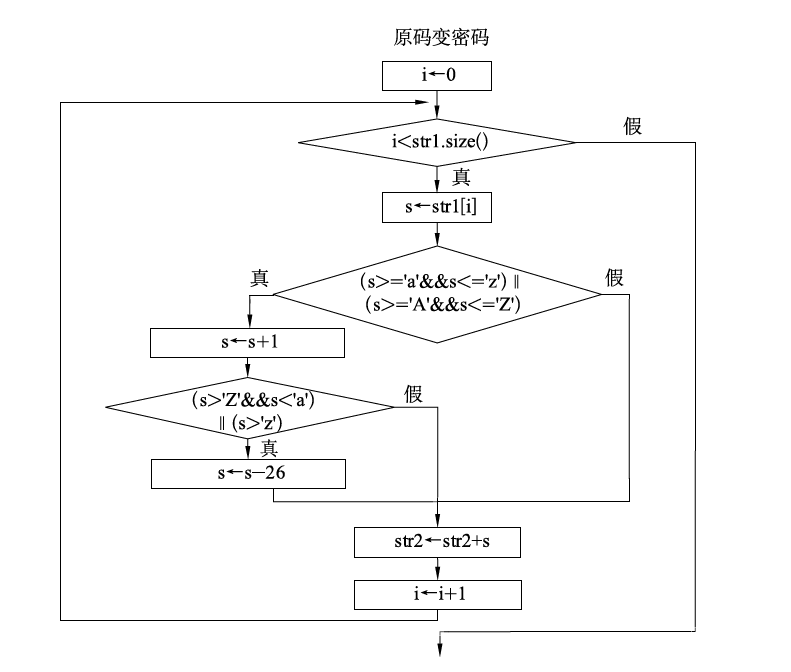 原码变密码
i←0
i<str1.size()
假
真
s←str1[i]
(s>='a'&&s<='z') ||
(s>='A'&&s<='Z')
真
假
s←s+1
(s>'Z'&&s<'a')
|| (s>'z')
假
真
s←s−26
str2←str2+s
i←i+1